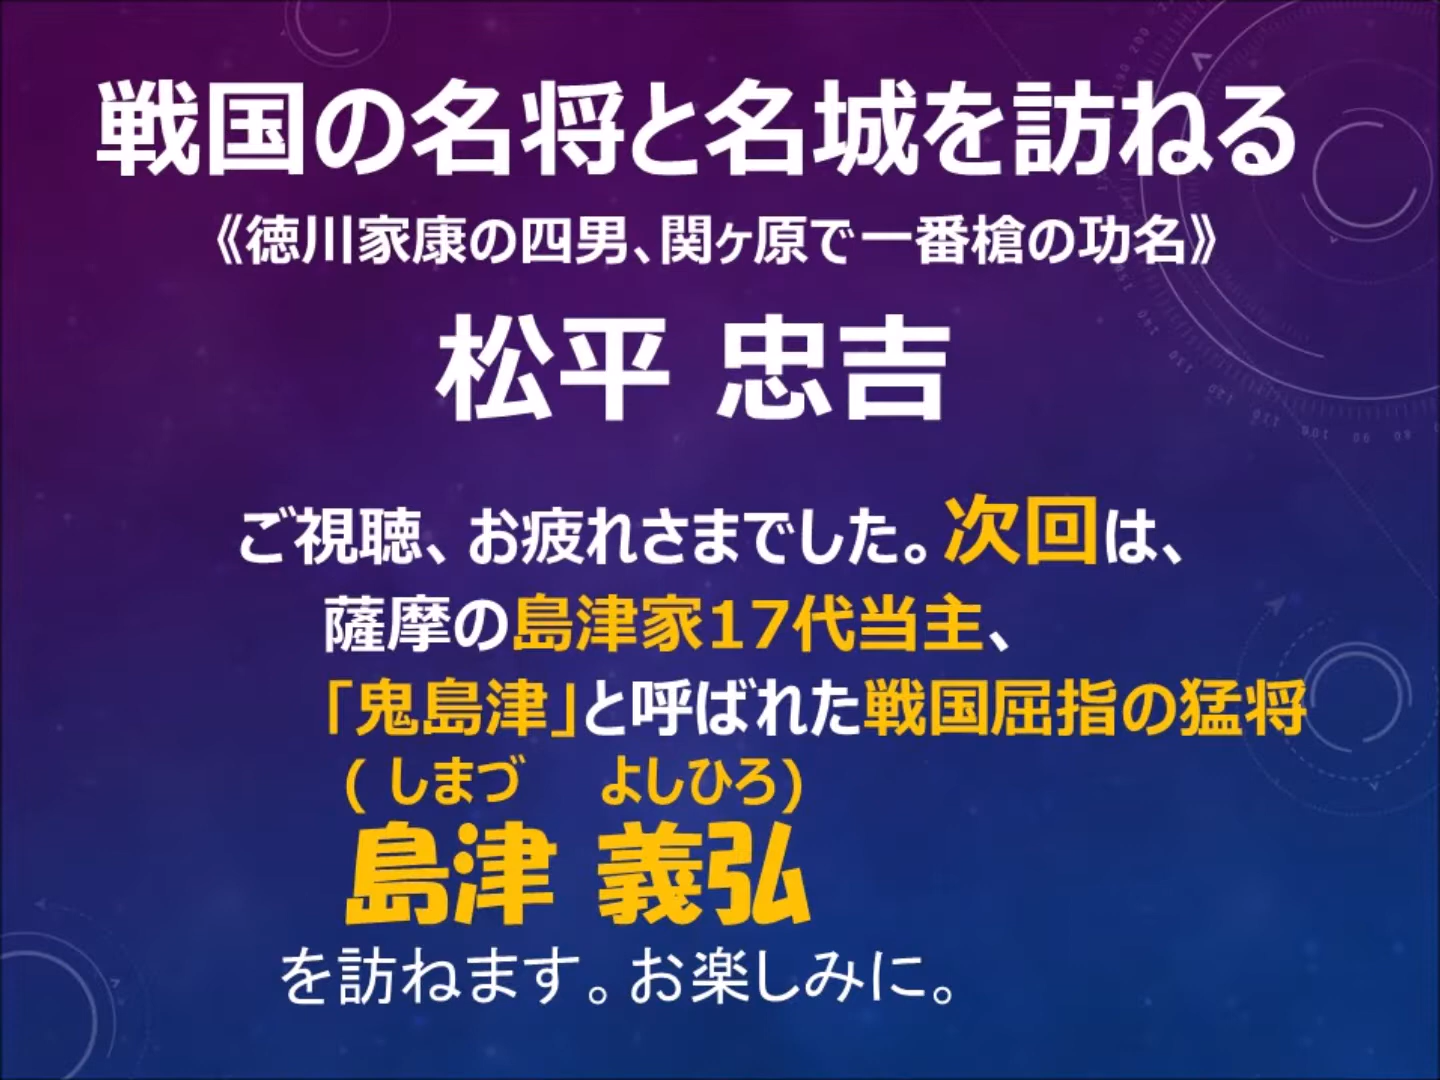 戦国の名将と名城を訪ねる
《徳川家康の四男、関ヶ原で一番槍の功名》
松平 忠吉
ご視聴、お疲れさまでした。次回は、
薩摩の島津家17代当主、
「鬼島津」と呼ばれた戦国屈指の猛将
( しまづ よしひろ)
島津 義弘
を訪ねます。お楽しみに。